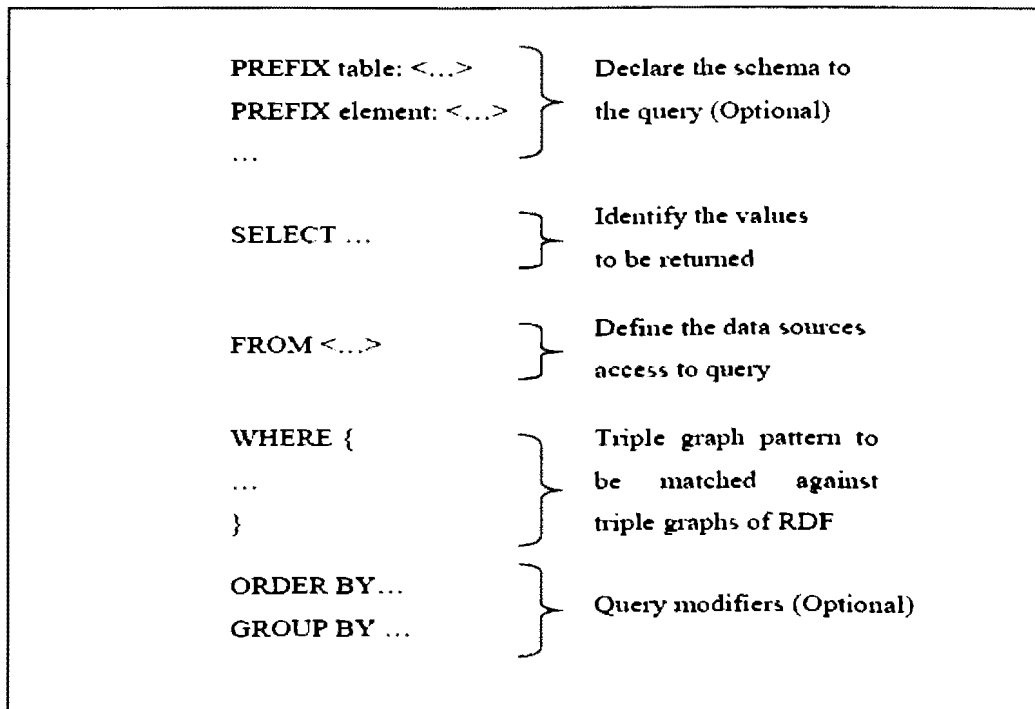 PREFIX table: <...>
PREFIX element: <...>
...
Declare the schema to
the query (Optional)
SELECT ...
Identify the values
to be returned
FROM <...>
Define the data sources
access to query
WHERE {
...
}
Triple graph pattern to
be matched against
triple graphs of RDF
ORDER BY...
GROUP BY ...
Query modifiers (Optional)